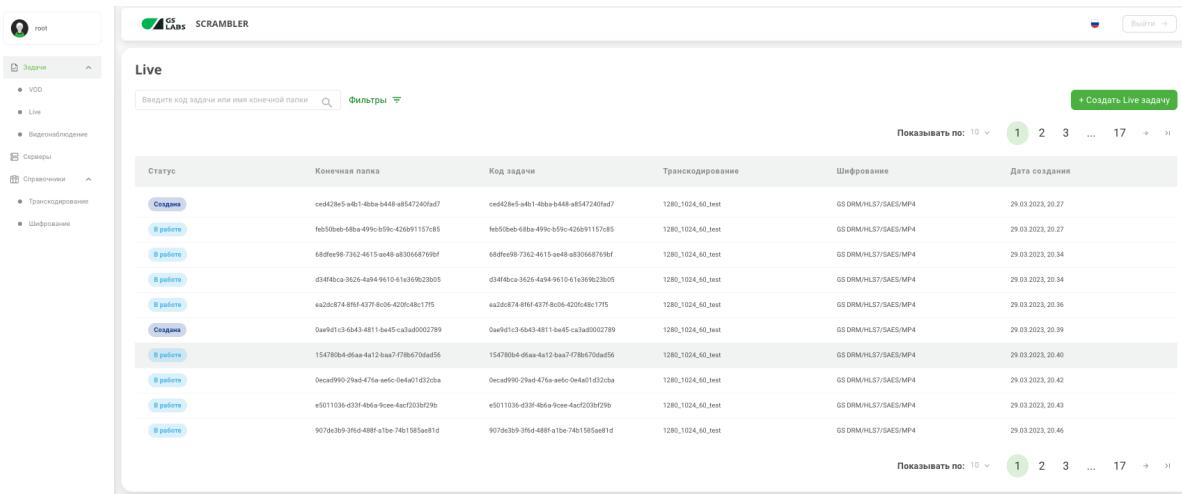 root
Задачи
VOD
Live
Видеонаблюдение
Серверы
Справочники
Транскодирование
Шифрование
GS LABS SCRAMBLER
Выйти →
Live
Введите код задачи или имя конечной папки Фильтры
+ Создать Live задачу
Показывать по: 10 1 2 3 ... 17
Статус Конечная папка Код задачи Транскодирование Шифрование Дата создания
Создана ced428e5-a4b1-4bba-b448-a8547240fad7 ced428e5-a4b1-4bba-b448-a8547240fad7 1280_1024_60_test GS DRM/HLS7/SAES/MP4 29.03.2023, 20.27
В работе feb50beb-68ba-499c-b59c-426b91157c85 feb50beb-68ba-499c-b59c-426b91157c85 1280_1024_60_test GS DRM/HLS7/SAES/MP4 29.03.2023, 20.27
В работе 68dfee98-7362-4615-ae48-a830668769bf 68dfee98-7362-4615-ae48-a830668769bf 1280_1024_60_test GS DRM/HLS7/SAES/MP4 29.03.2023, 20.34
В работе d34f4bca-3626-4a94-9610-61e369b23b05 d34f4bca-3626-4a94-9610-61e369b23b05 1280_1024_60_test GS DRM/HLS7/SAES/MP4 29.03.2023, 20.34
В работе ea2dc874-8f6f-437f-8c06-420fc48c17f5 ea2dc874-8f6f-437f-8c06-420fc48c17f5 1280_1024_60_test GS DRM/HLS7/SAES/MP4 29.03.2023, 20.36
Создана 0ae9d1c3-6b43-4811-be45-ca3ad0002789 0ae9d1c3-6b43-4811-be45-ca3ad0002789 1280_1024_60_test GS DRM/HLS7/SAES/MP4 29.03.2023, 20.39
В работе 154780b4-d6aa-4a12-baa7-f78b670dad56 154780b4-d6aa-4a12-baa7-f78b670dad56 1280_1024_60_test GS DRM/HLS7/SAES/MP4 29.03.2023, 20.40
В работе 0ecad990-29ad-476a-ae6c-0e4a01d32cba 0ecad990-29ad-476a-ae6c-0e4a01d32cba 1280_1024_60_test GS DRM/HLS7/SAES/MP4 29.03.2023, 20.42
В работе e5011036-d33f-4b6a-9cee-4acf203bf29b e5011036-d33f-4b6a-9cee-4acf203bf29b 1280_1024_60_test GS DRM/HLS7/SAES/MP4 29.03.2023, 20.43
В работе 907de3b9-3f6d-488f-a1be-74b1585ae81d 907de3b9-3f6d-488f-a1be-74b1585ae81d 1280_1024_60_test GS DRM/HLS7/SAES/MP4 29.03.2023, 20.46
Показывать по: 10 1 2 3 ... 17